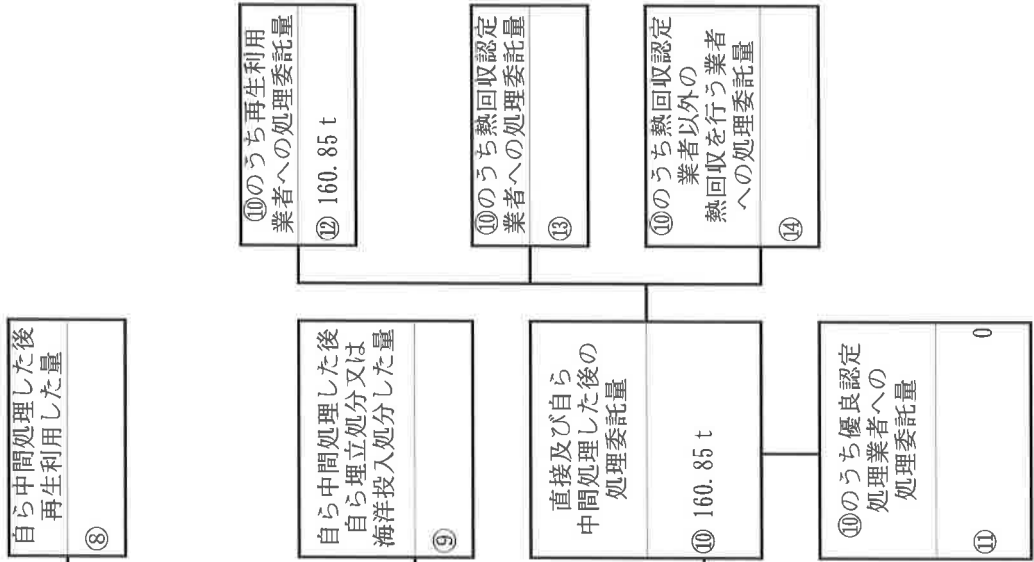 自ら中間処理した後
再生利用した量
⑧
自ら中間処理した後
自ら埋立処分又は
海洋投入処分した量
⑨
直接及び自ら
中間処理した後の
処理委託量
⑩ 160.85t
⑩のうち優良認定
処理業者への
処理委託量
⑪ 0
⑩のうち再生利用
業者への処理委託量
⑫ 160.85t
⑩のうち熱回収認定
業者への処理委託量
⑬
⑩のうち熱回収認定
業者以外の
熱回収を行う業者
への処理委託量
⑭